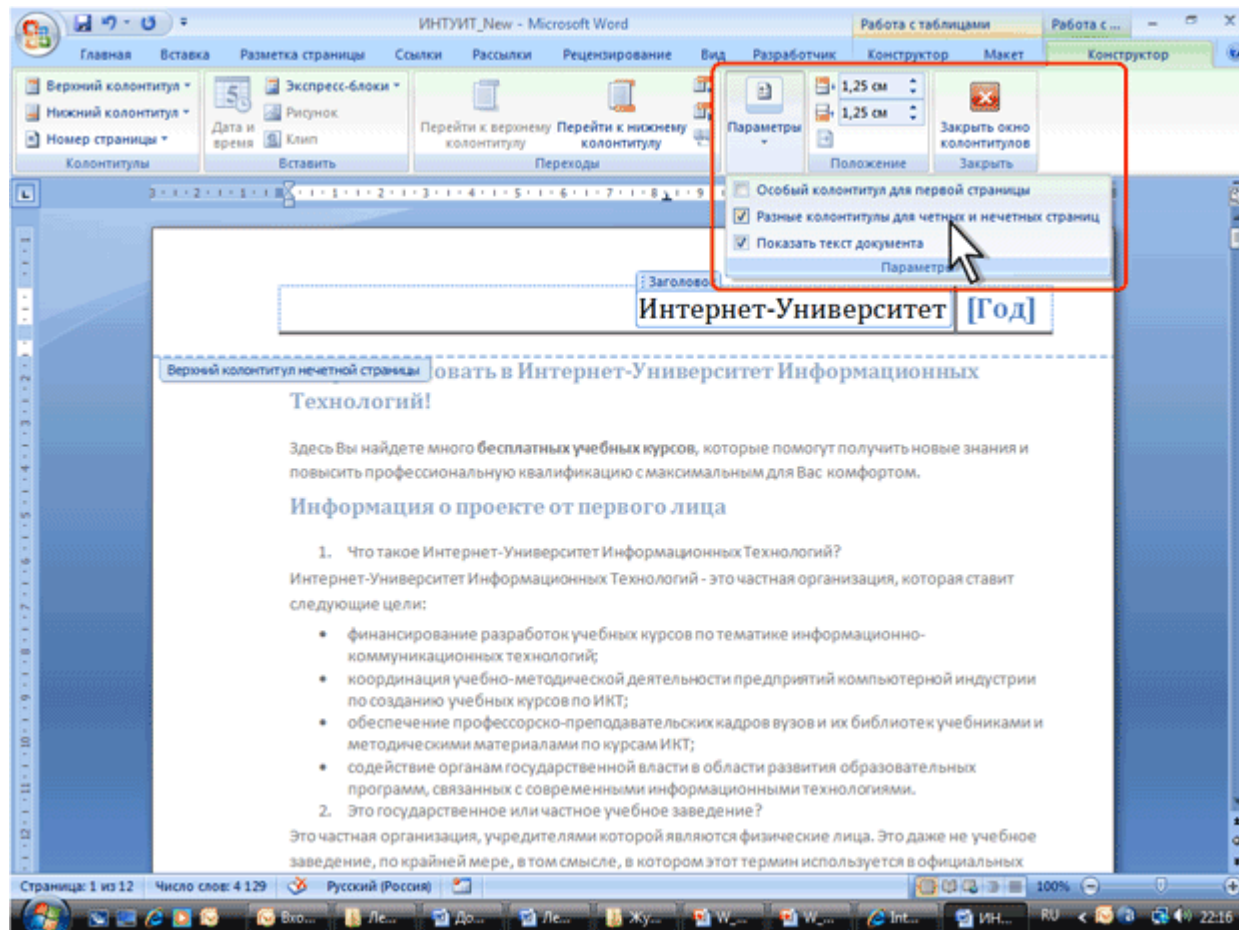 ИНТУИТ_New - Microsoft Word
Работа с таблицами
Работа с ...
Главная Вставка Разметка страницы Ссылки Рассылки Рецензирование Вид Разработчик Конструктор Макет Конструктор
Верхний колонтитул
Нижний колонтитул
Номер страницы
Колонтитулы
5
Дата и время
Экспресс-блоки
Рисунок
Клип
Вставить
Перейти к верхнему колонтитулу
Перейти к нижнему колонтитулу
Переходы
Параметры
1,25 см
1,25 см
Положение
Закрыть окно колонтитулов
Закрыть
Особый колонтитул для первой страницы
Разные колонтитулы для четных и нечетных страниц
Показать текст документа
Заголовок
Интернет-Университет [Год]
Верхний колонтитул нечетной страницы
овать в Интернет-Университет Информационных
Технологий!
Здесь Вы найдете много бесплатных учебных курсов, которые помогут получить новые знания и
повысить профессиональную квалификацию с максимальным для Вас комфортом.
Информация о проекте от первого лица
1. Что такое Интернет-Университет Информационных Технологий?
Интернет-Университет Информационных Технологий - это частная организация, которая ставит
следующие цели:
• финансирование разработок учебных курсов по тематике информационно-
коммуникационных технологий;
• координация учебно-методической деятельности предприятий компьютерной индустрии
по созданию учебных курсов по ИКТ;
• обеспечение профессорско-преподавательских кадров вузов и их библиотек учебниками и
методическими материалами по курсам ИКТ;
• содействие органам государственной власти в области развития образовательных
программ, связанных с современными информационными технологиями.
2. Это государственное или частное учебное заведение?
Это частная организация, учредителями которой являются физические лица. Это даже не учебное
заведение, по крайней мере, в том смысле, в котором этот термин используется в официальных
Страница: 1 из 12 Число слов: 4 129 Русский (Россия) 100%
Вхо... Ле... До... Ле... Жу... W_... W_... Int... ИН... RU 22:16